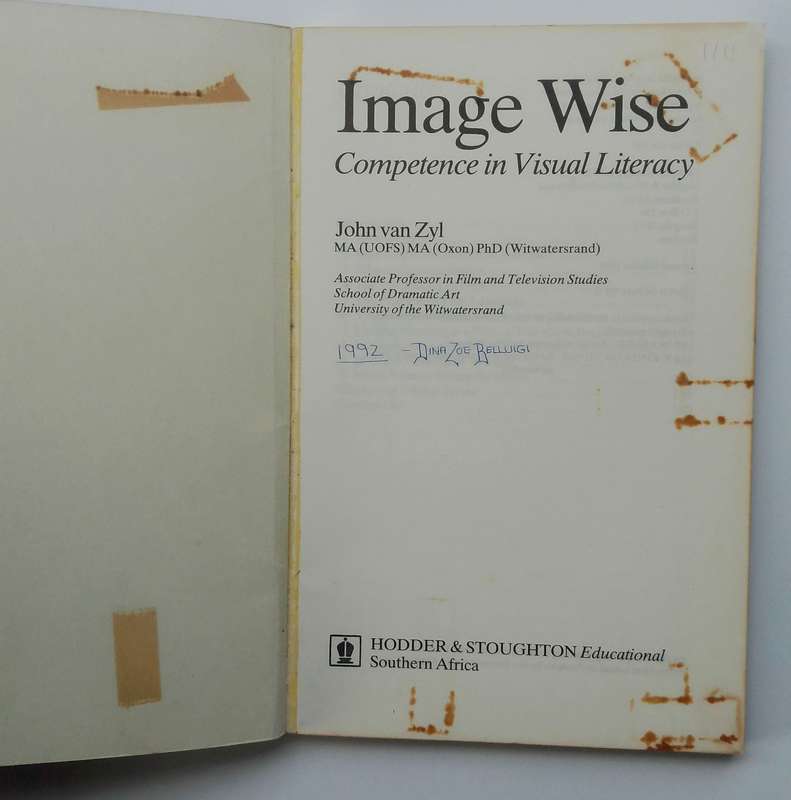 Image Wise
Competence in Visual Literacy
John van Zyl
MA (UOFS) MA (Oxon) PhD (Witwatersrand)
Associate Professor in Film and Television Studies
School of Dramatic Art
University of the Witwatersrand
1992 - DINA ZOE BELLUIGI
HODDER & STOUGHTON Educational
Southern Africa